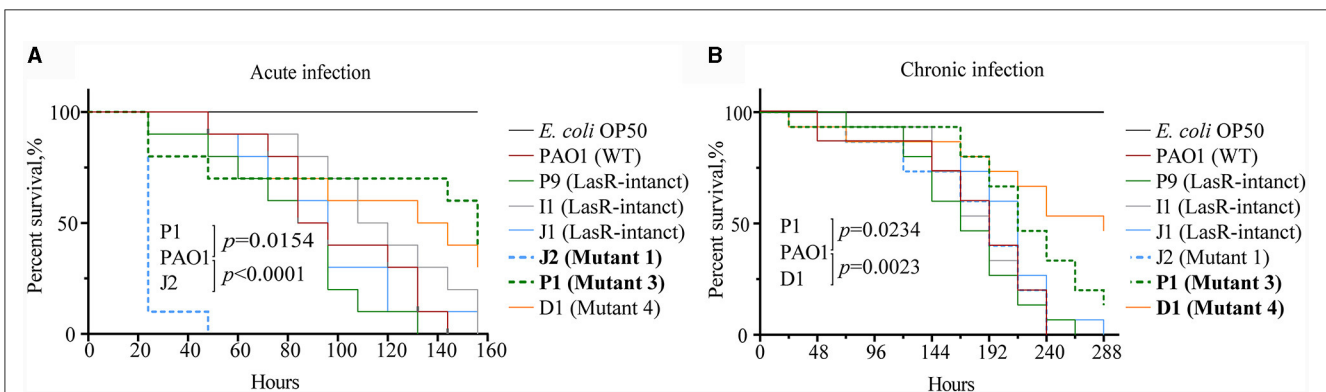 A
Acute infection
Percent survival,%
100
50
0
0 20 40 60 80 100 120 140 160
Hours
P1
PAO1
J2
p=0.0154
p<0.0001
E. coli OP50
PAO1 (WT)
P9 (LasR-intanct)
I1 (LasR-intanct)
J1 (LasR-intanct)
J2 (Mutant 1)
P1 (Mutant 3)
D1 (Mutant 4)
B
Chronic infection
Percent survival,%
100
50
0
0 48 96 144 192 240 288
Hours
P1
PAO1
D1
p=0.0234
p=0.0023
E. coli OP50
PAO1 (WT)
P9 (LasR-intanct)
I1 (LasR-intanct)
J1 (LasR-intanct)
J2 (Mutant 1)
P1 (Mutant 3)
D1 (Mutant 4)